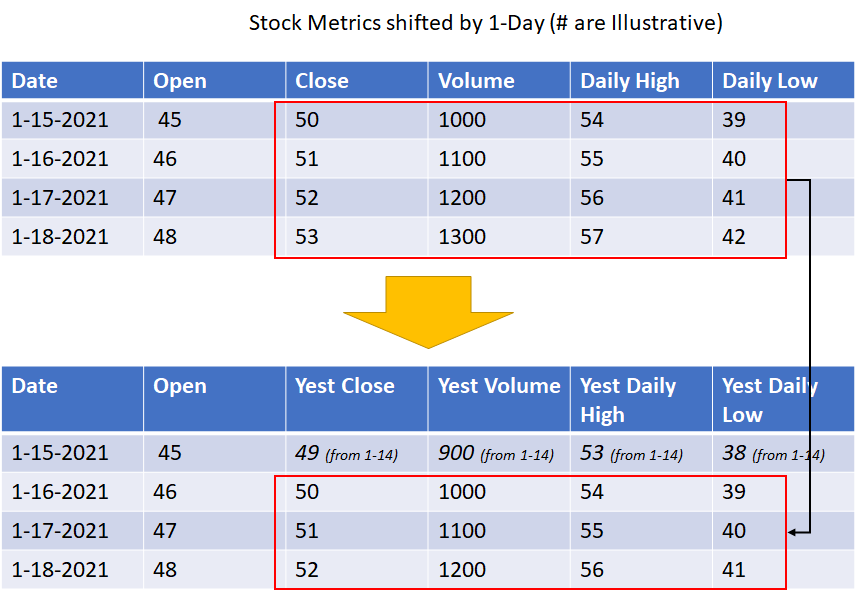 Stock Metrics shifted by 1-Day (# are Illustrative)
Date Open Close Volume Daily High Daily Low
1-15-2021 45 50 1000 54 39
1-16-2021 46 51 1100 55 40
1-17-2021 47 52 1200 56 41
1-18-2021 48 53 1300 57 42
Date Open Yest Close Yest Volume Yest Daily Yest Daily
High Low
1-15-2021 45 49 (from 1-14) 900 (from 1-14) 53 (from 1-14) 38 (from 1-14)
1-16-2021 46 50 1000 54 39
1-17-2021 47 51 1100 55 40
1-18-2021 48 52 1200 56 41